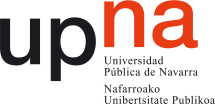 upna
Universidad
Pública de Navarra
Nafarroako
Unibertsitate Publikoa